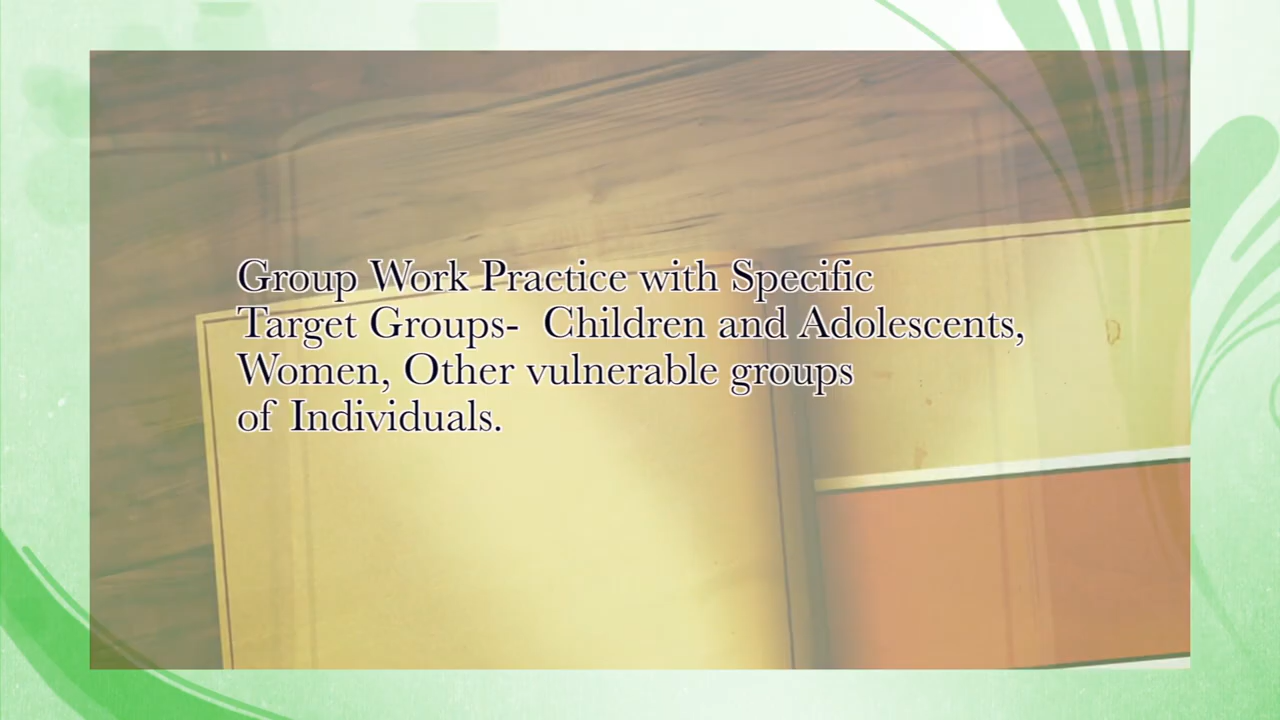 Group Work Practice with Specific
Target Groups-  Children and Adolescents,
Women, Other vulnerable groups
of Individuals.